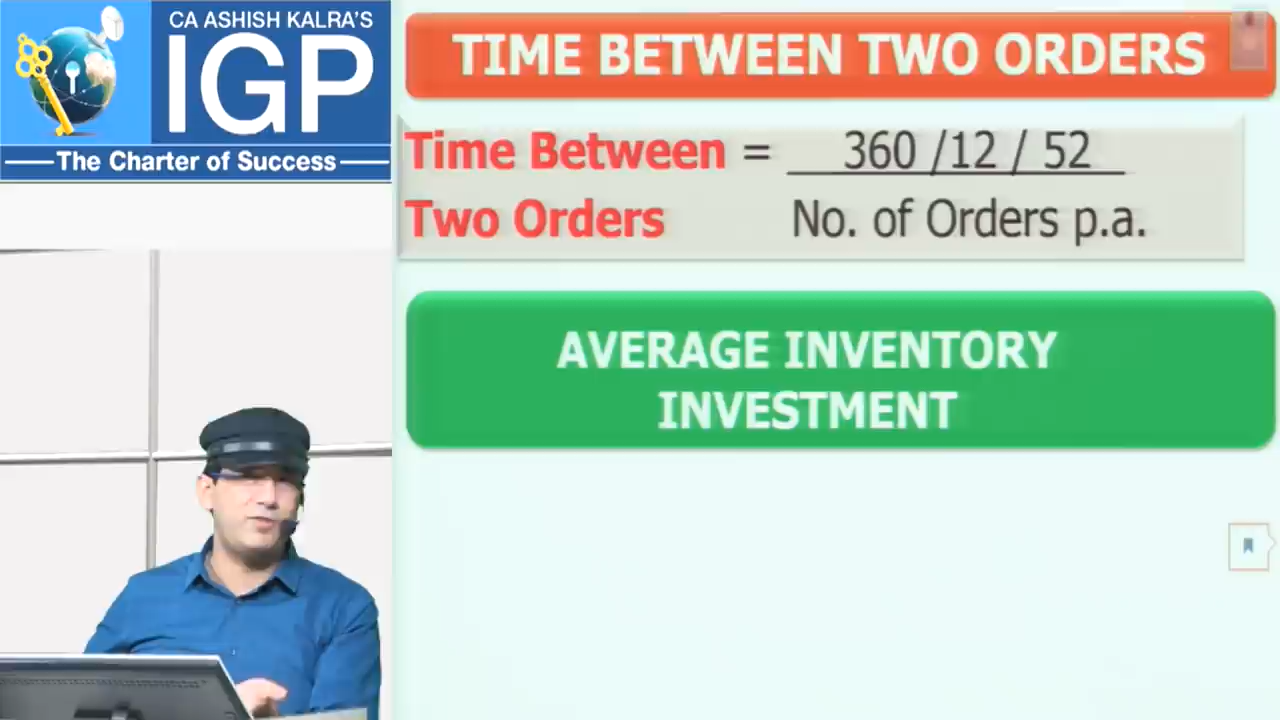 CA ASHISH KALRA'S
IGP
The Charter of Success
TIME BETWEEN TWO ORDERS
Time Between = 360 /12 / 52
Two Orders No. of Orders p.a.
AVERAGE INVENTORY
INVESTMENT